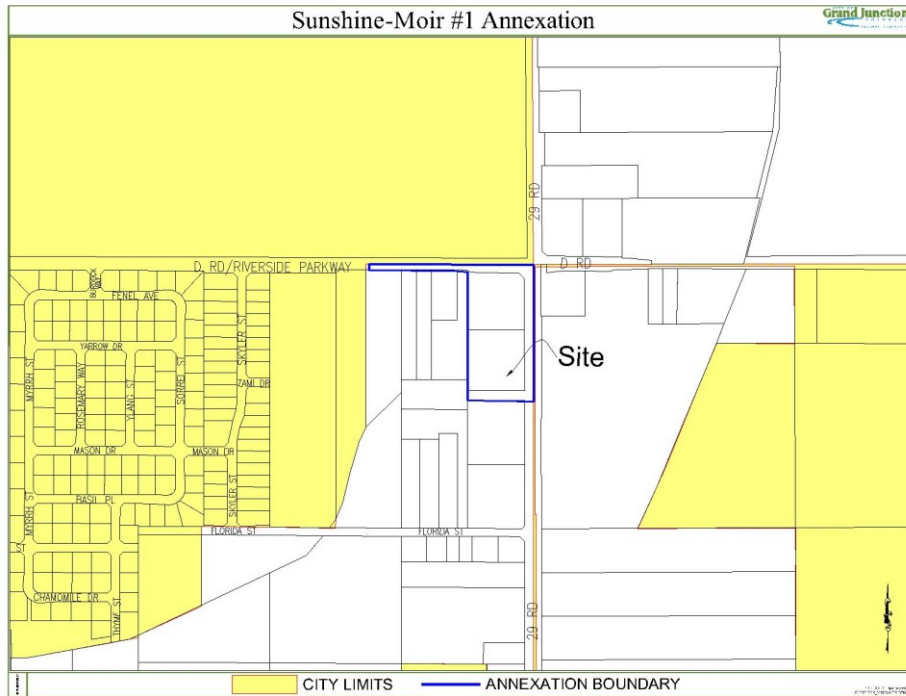 Sunshine-Moir #1 Annexation
Grand Junction
29 RD
D RD/RIVERSIDE PARKWAY
D RD
FENEL AVE
SKYLER ST
YARROW DR
Site
MYRRH ST
ROSEMARY WAY
YLANG ST
SORREL ST
ZAMI DR
MASON DR
MASON DR
BASIL PL
SKYLER ST
MYRRH ST
FLORIDA ST
FLORIDA ST
ST
CHAMOMILE DR
THYME ST
29 RD
CITY LIMITS
ANNEXATION BOUNDARY